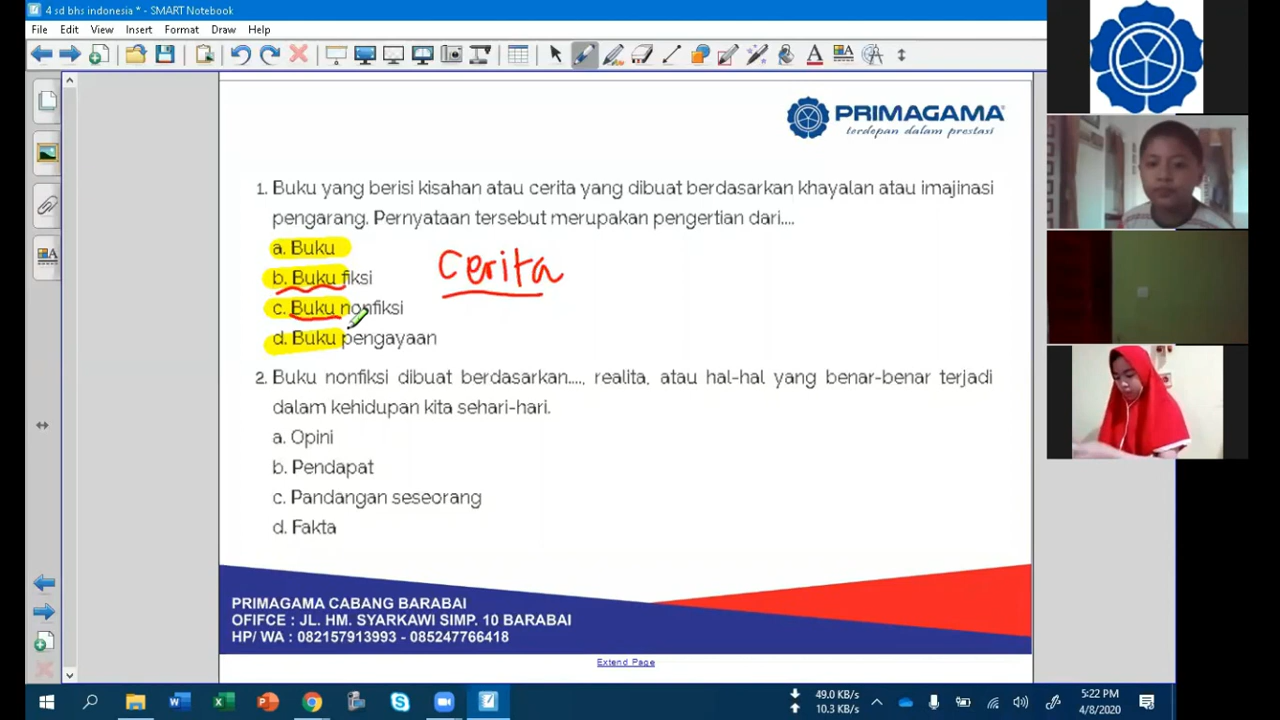 4 sd bhs indonesia * - SMART Notebook
File Edit View Insert Format Draw Help
PRIMAGAMA
terdepan dalam prestasi
1. Buku yang berisi kisahan atau cerita yang dibuat berdasarkan khayalan atau imajinasi
pengarang. Pernyataan tersebut merupakan pengertian dari....
a. Buku
b. Buku fiksi
cerita
c. Buku nonfiksi
d. Buku pengayaan
2. Buku nonfiksi dibuat berdasarkan...., realita, atau hal-hal yang benar-benar terjadi
dalam kehidupan kita sehari-hari.
a. Opini
b. Pendapat
c. Pandangan seseorang
d. Fakta
PRIMAGAMA CABANG BARABAI
OFIFCE : JL. HM. SYARKAWI SIMP. 10 BARABAI
HP/ WA : 082157913993 - 085247766418
Extend Page
49.0 KB/s
10.3 KB/s
5:22 PM
4/8/2020